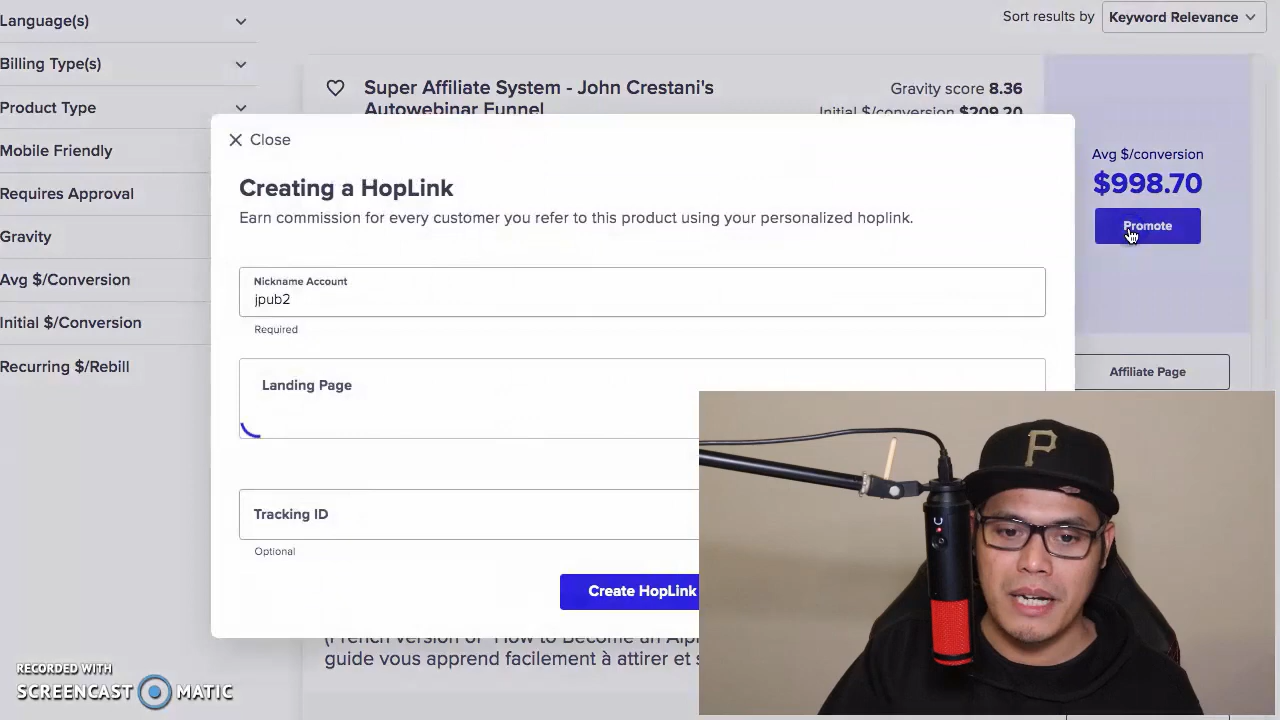 Language(s)
Billing Type(s)
Product Type
Mobile Friendly
Requires Approval
Gravity
Avg $/Conversion
Initial $/Conversion
Recurring $/Rebill
Sort results by Keyword Relevance
Super Affiliate System - John Crestani's
Autowebinar Funnel
Gravity score 8.36
Initial $/conversion $209.20
Avg $/conversion
$998.70
Promote
Affiliate Page
Close
Creating a HopLink
Earn commission for every customer you refer to this product using your personalized hoplink.
Nickname Account
jpub2
Required
Landing Page
Tracking ID
Optional
Create HopLink
(French version of "How to Become an Alp
guide vous apprend facilement à attirer et s
P
RECORDED WITH
SCREENCAST MATIC